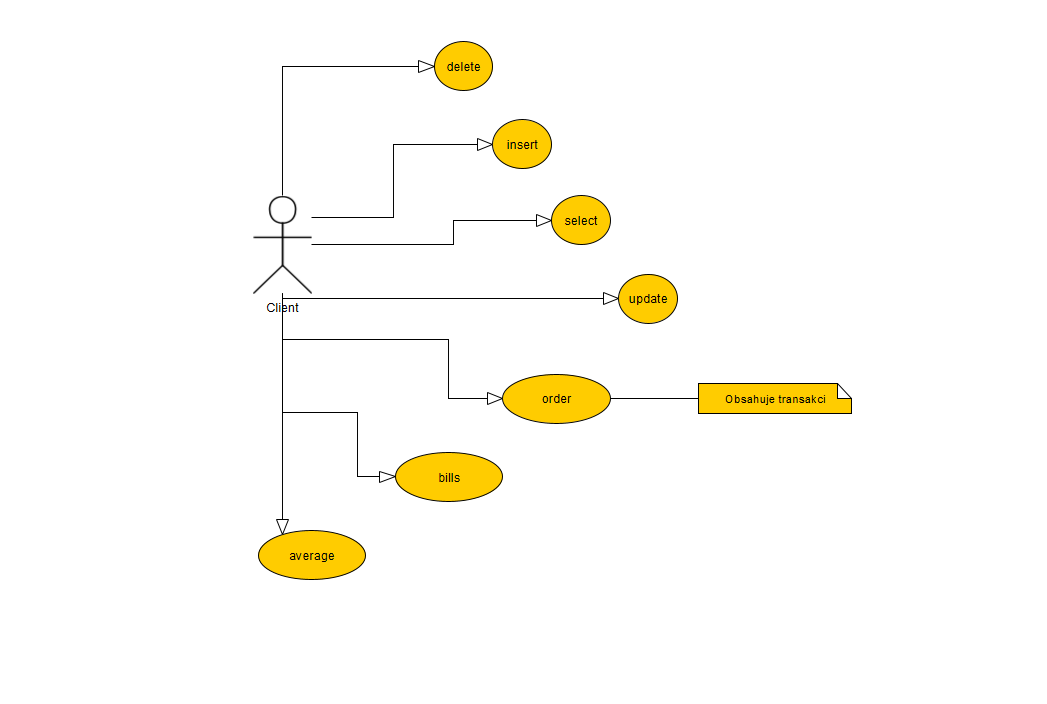 delete
insert
select
update
Client
order
Obsahuje transakci
bills
average